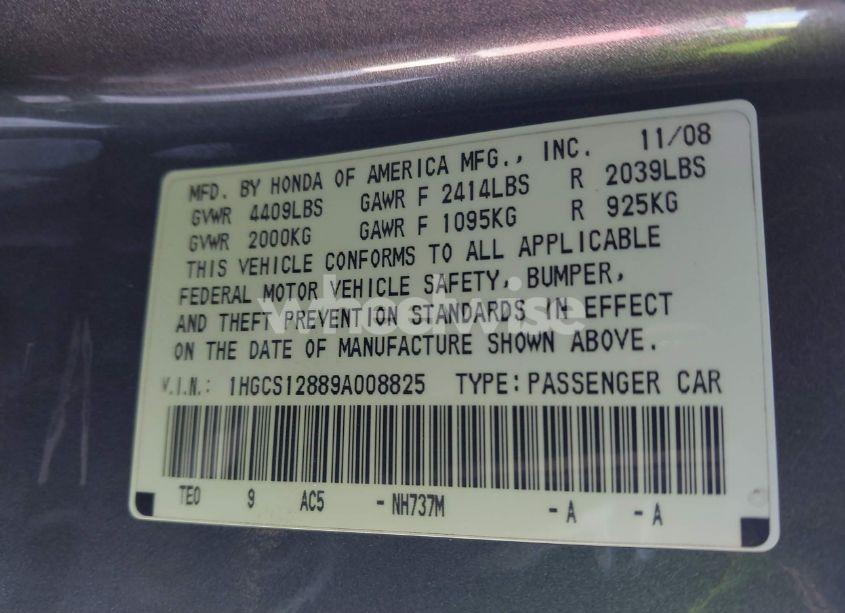 11/08
MFD. BY HONDA OF AMERICA MFG., INC.
GVWR 4409LBS GAWR F 2414LBS R 2039LBS
GVWR 2000KG GAWR F 1095KG R 925KG
THIS VEHICLE CONFORMS TO ALL APPLICABLE
FEDERAL MOTOR VEHICLE SAFETY, BUMPER,
AND THEFT PREVENTION STANDARDS IN EFFECT
ON THE DATE OF MANUFACTURE SHOWN ABOVE.
wheelwise
V.I.N.: 1HGCS12889A008825 TYPE: PASSENGER CAR
TE0 9 AC5 - NH737M - A - A